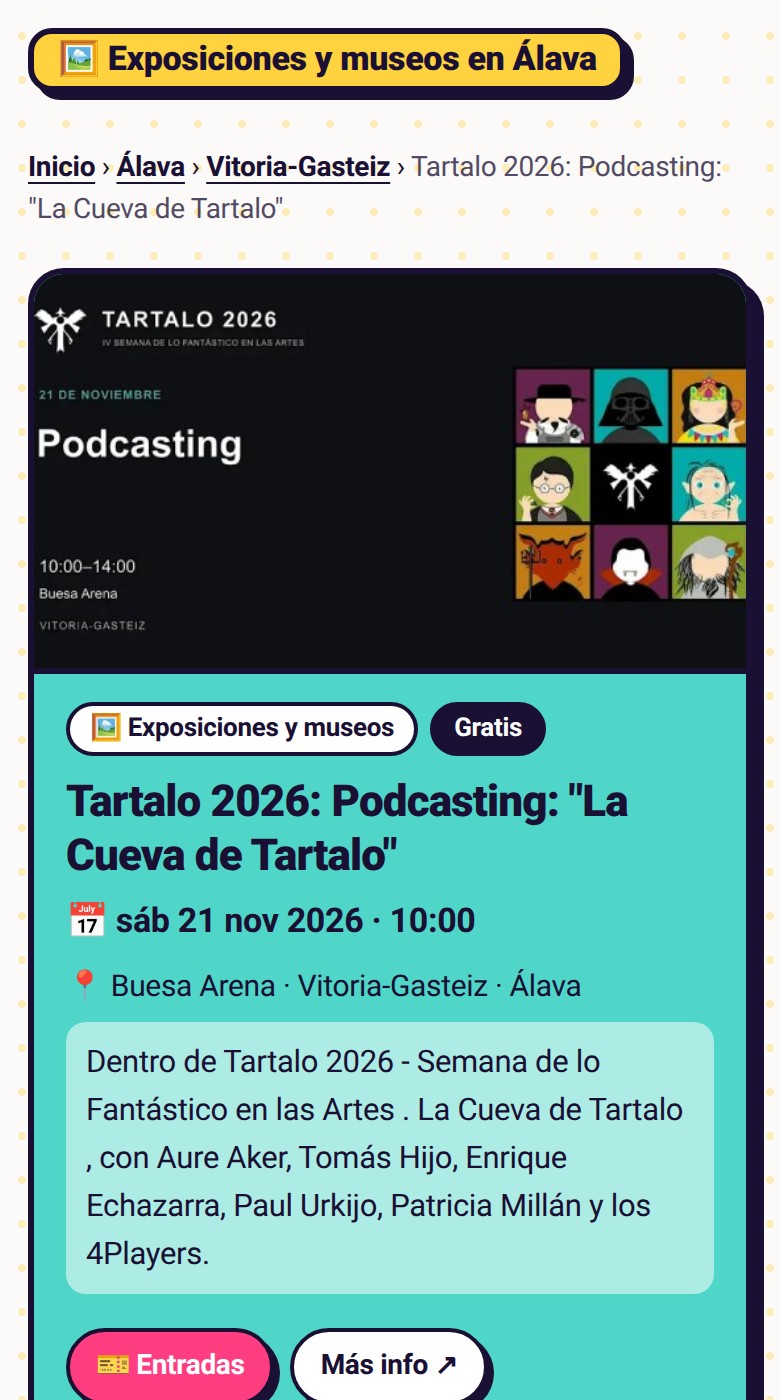 🖼️ Exposiciones y museos en Álava
Inicio › Álava › Vitoria-Gasteiz › Tartalo 2026: Podcasting:
"La Cueva de Tartalo"
TARTALO 2026
IV SEMANA DE LO FANTÁSTICO EN LAS ARTES
21 DE NOVIEMBRE
Podcasting
10:00–14:00
Buesa Arena
VITORIA-GASTEIZ
🖼️ Exposiciones y museos
Gratis
Tartalo 2026: Podcasting: "La
Cueva de Tartalo"
📅 sáb 21 nov 2026 · 10:00
📍 Buesa Arena · Vitoria-Gasteiz · Álava
Dentro de Tartalo 2026 - Semana de lo
Fantástico en las Artes . La Cueva de Tartalo
, con Aure Aker, Tomás Hijo, Enrique
Echazarra, Paul Urkijo, Patricia Millán y los
4Players.
🎫 Entradas
Más info ↗